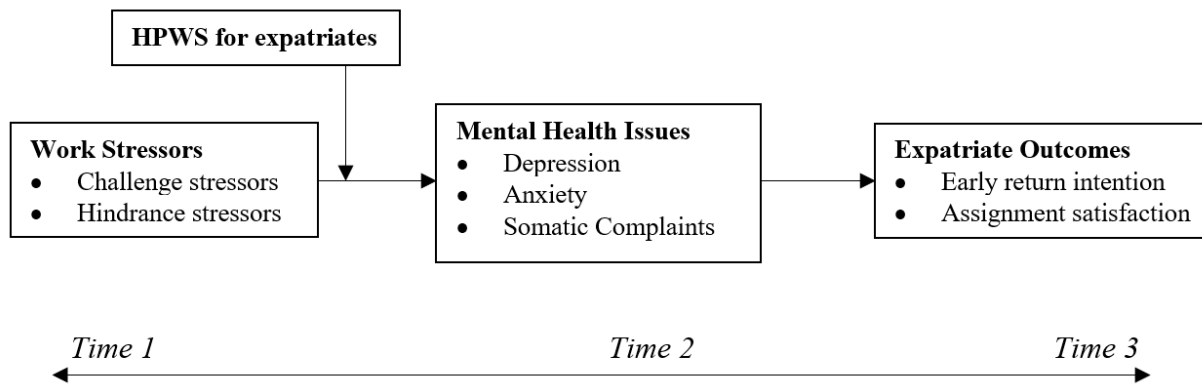 HPWS for expatriates
Work Stressors
• Challenge stressors
• Hindrance stressors
Mental Health Issues
• Depression
• Anxiety
• Somatic Complaints
Expatriate Outcomes
• Early return intention
• Assignment satisfaction
Time 1
Time 2
Time 3